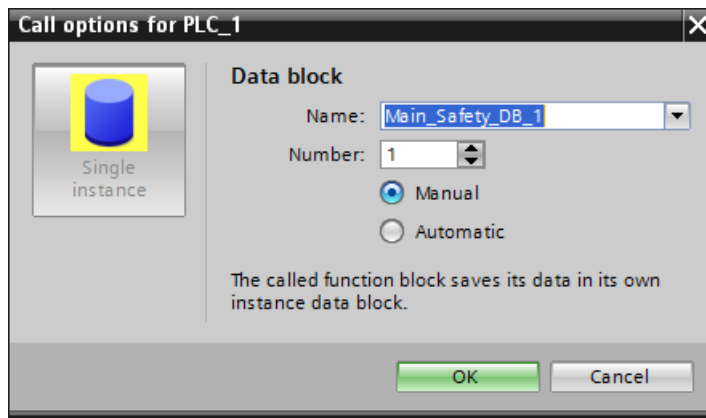 Call options for PLC_1
Single
instance
Data block
Name: Main_Safety_DB_1
Number: 1
Manual
Automatic
The called function block saves its data in its own
instance data block.
OK Cancel